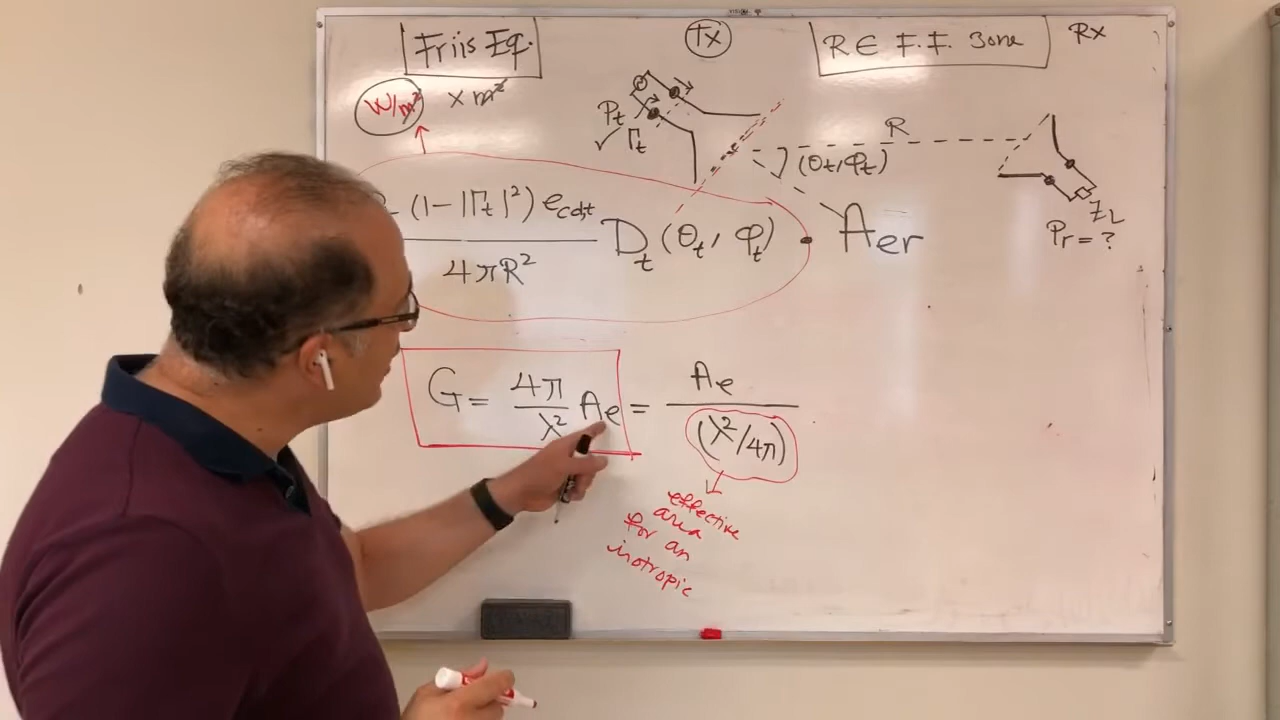 Friis Eq.
Tx
R ∈ F.F. Zone
Rx
W/m² × m²
Pt
✓ Γt
R
(θt, φt)
ZL
Pr = ?
(1-|Γt|²) ecd,t
4πR²
Dt (θt, φt) • Aer
G = 4π/λ² Ae = Ae/(λ²/4π)
effective
area
for an
isotropic